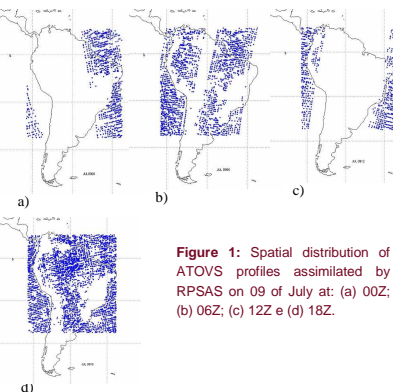 a)
b)
c)
d)
Figure 1: Spatial distribution of
ATOVS profiles assimilated by
RPSAS on 09 of July at: (a) 00Z;
(b) 06Z; (c) 12Z e (d) 18Z.